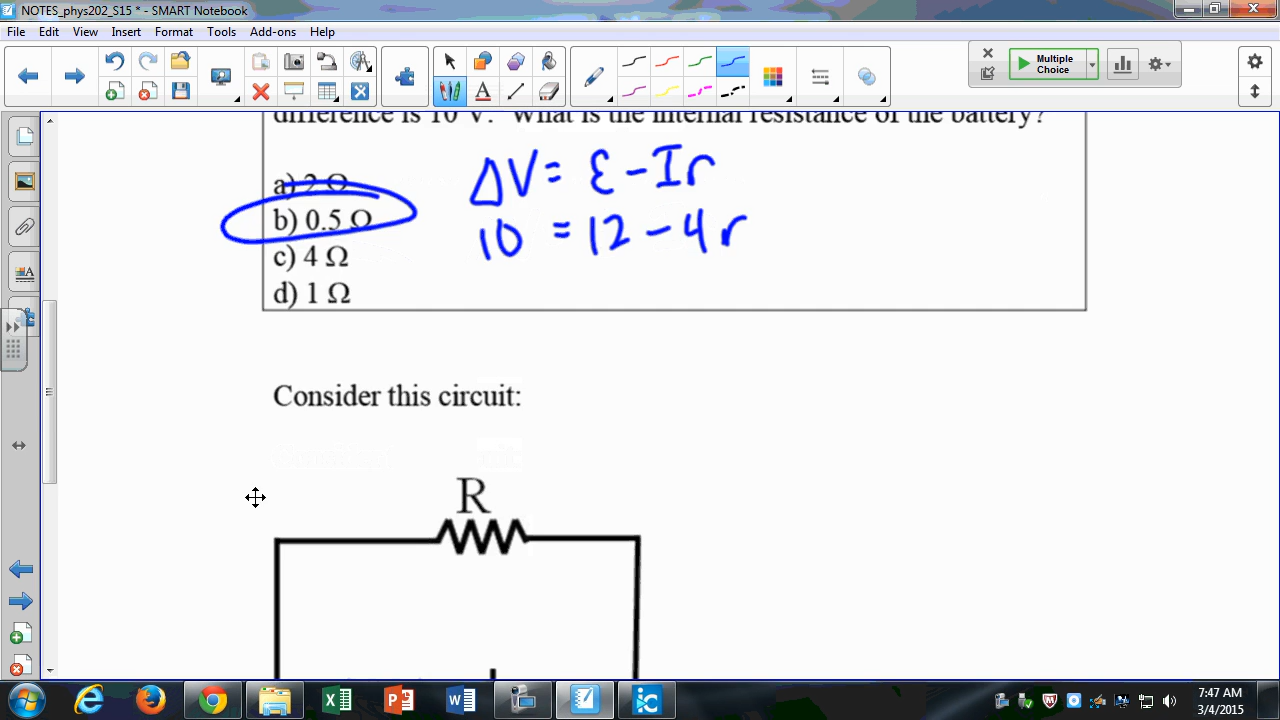 NOTES_phys202_S15 * - SMART Notebook
File Edit View Insert Format Tools Add-ons Help
Multiple
Choice
difference is 10 V. What is the internal resistance of the battery?
a) 2 Ω
b) 0.5 Ω
c) 4 Ω
d) 1 Ω
ΔV = ε - Ir
10 = 12 - 4r
Consider this circuit:
R
7:47 AM
3/4/2015